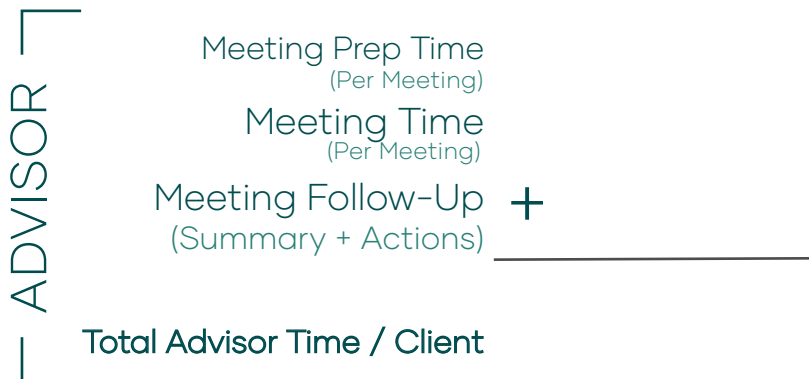 ADVISOR
Meeting Prep Time
(Per Meeting)
Meeting Time
(Per Meeting)
Meeting Follow-Up +
(Summary + Actions)
Total Advisor Time / Client